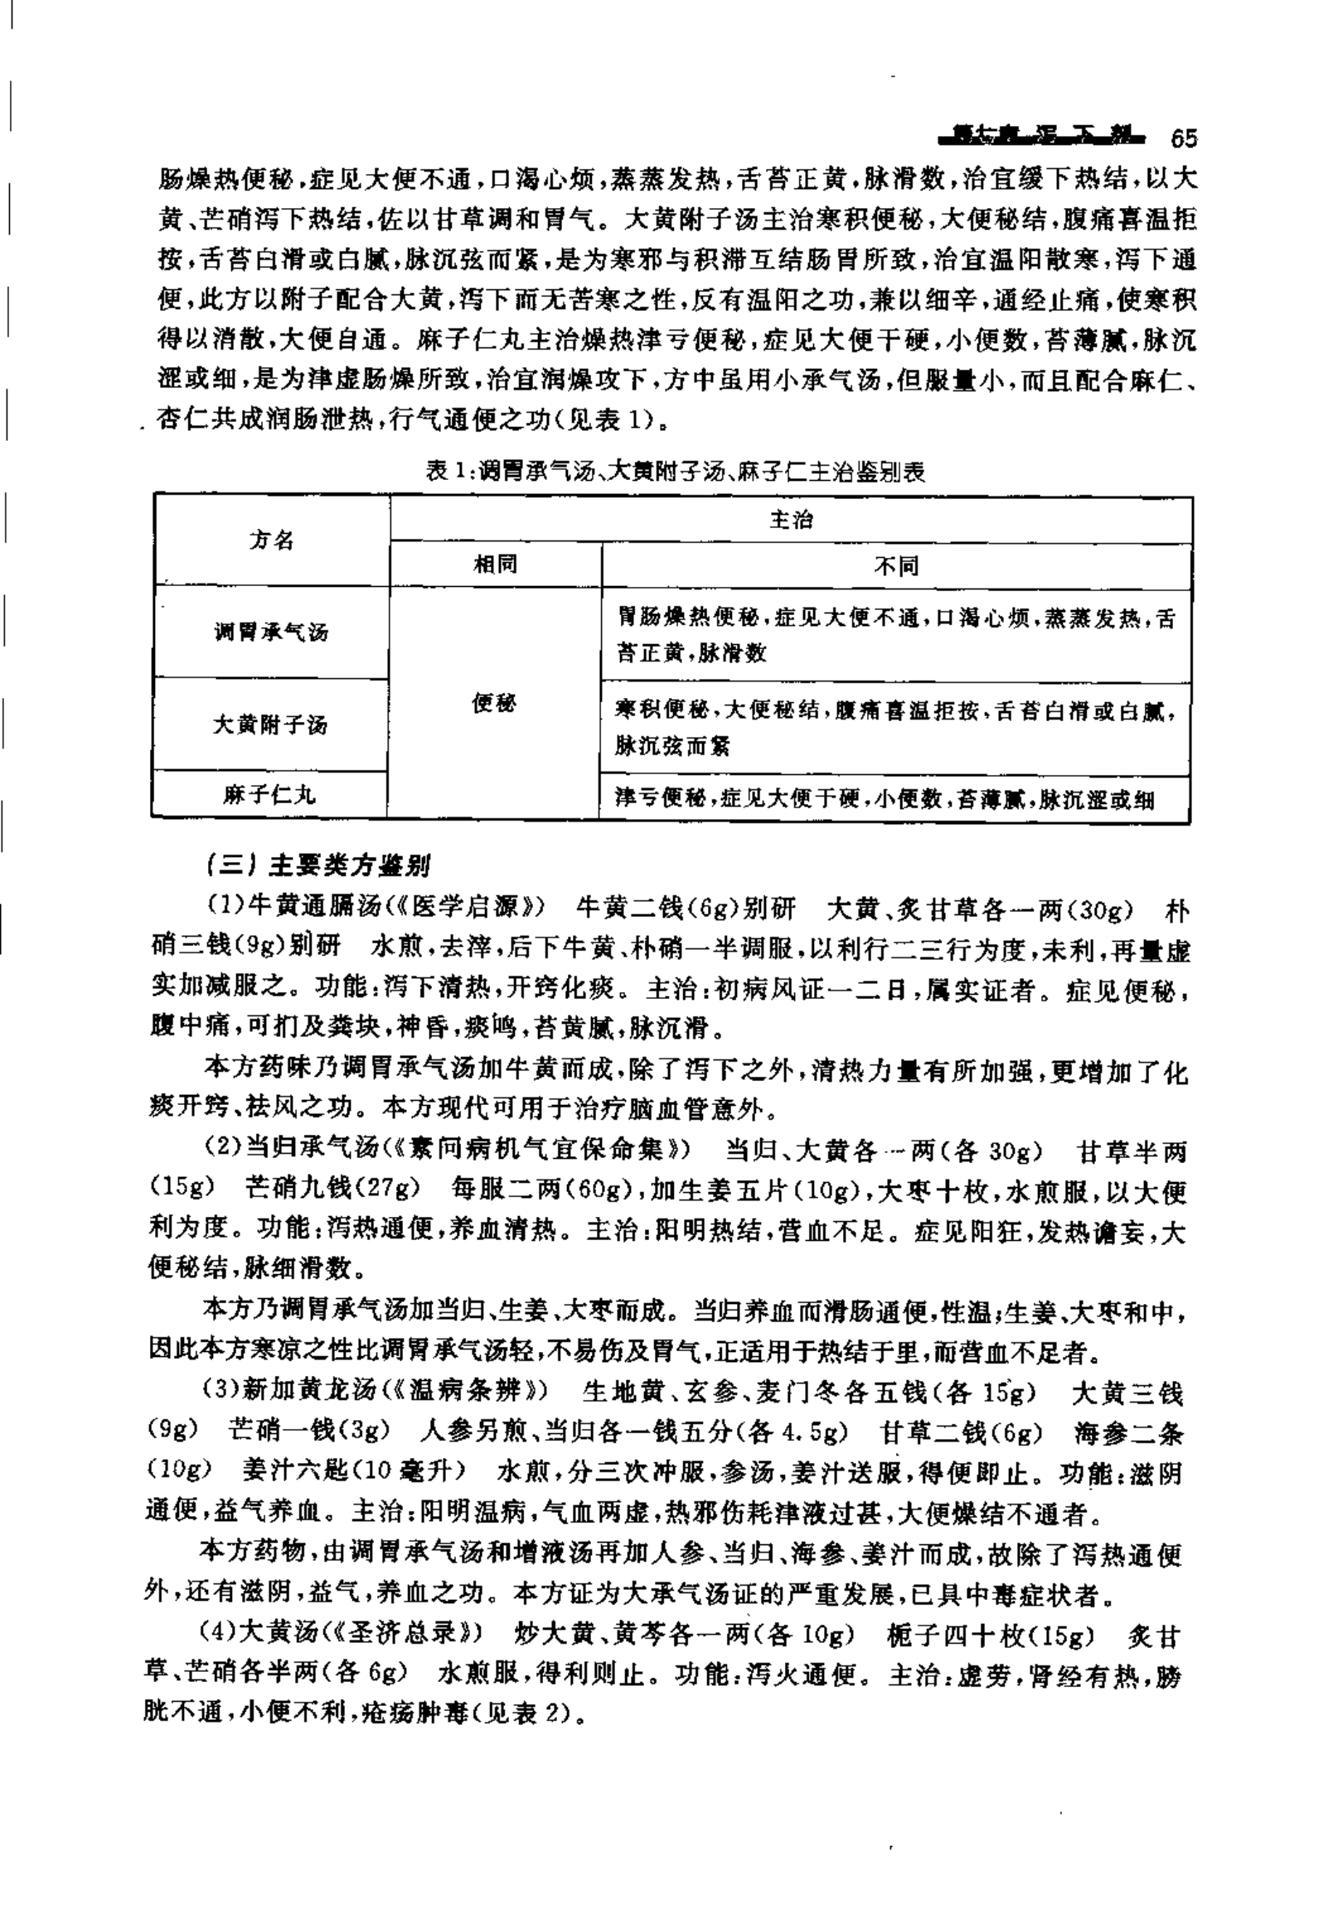 第七章 泻下剂 65
肠燥热便秘,症见大便不通,口渴心烦,蒸蒸发热,舌苔正黄,脉滑数,治宜缓下热结,以大
黄、芒硝泻下热结,佐以甘草调和胃气。大黄附子汤主治寒积便秘,大便秘结,腹痛喜温拒
按,舌苔白滑或白腻,脉沉弦而紧,是为寒邪与积滞互结肠胃所致,治宜温阳散寒,泻下通
便,此方以附子配合大黄,泻下而无苦寒之性,反有温阳之功,兼以细辛,通经止痛,使寒积
得以消散,大便自通。麻子仁丸主治燥热津亏便秘,症见大便干硬,小便数,苔薄腻,脉沉
涩或细,是为津虚肠燥所致,治宜润燥攻下,方中虽用小承气汤,但服量小,而且配合麻仁、
杏仁共成润肠泄热,行气通便之功(见表1)。
表1:调胃承气汤、大黄附子汤、麻子仁主治鉴别表
方名 主治
相同 不同
调胃承气汤 胃肠燥热便秘,症见大便不通,口渴心烦,蒸蒸发热,舌
苔正黄,脉滑数
便秘
大黄附子汤 寒积便秘,大便秘结,腹痛喜温拒按,舌苔白滑或白腻,
脉沉弦而紧
麻子仁丸 津亏便秘,症见大便干硬,小便数,苔薄腻,脉沉涩或细
(三)主要类方鉴别
(1)牛黄通膈汤(《医学启源》) 牛黄二钱(6g)别研 大黄、炙甘草各一两(30g) 朴
硝三钱(9g)别研 水煎,去滓,后下牛黄、朴硝一半调服,以利行二三行为度,未利,再量虚
实加减服之。功能:泻下清热,开窍化痰。主治:初病风证一二日,属实证者。症见便秘,
腹中痛,可扪及粪块,神昏,痰鸣,苔黄腻,脉沉滑。
本方药味乃调胃承气汤加牛黄而成,除了泻下之外,清热力量有所加强,更增加了化
痰开窍、祛风之功。本方现代可用于治疗脑血管意外。
(2)当归承气汤(《素问病机气宜保命集》) 当归、大黄各一两(各30g) 甘草半两
(15g) 芒硝九钱(27g) 每服二两(60g),加生姜五片(10g),大枣十枚,水煎服,以大便
利为度。功能:泻热通便,养血清热。主治:阳明热结,营血不足。症见阳狂,发热谵妄,大
便秘结,脉细滑数。
本方乃调胃承气汤加当归、生姜、大枣而成。当归养血而滑肠通便,性温;生姜、大枣和中,
因此本方寒凉之性比调胃承气汤轻,不易伤及胃气,正适用于热结于里,而营血不足者。
(3)新加黄龙汤(《温病条辨》) 生地黄、玄参、麦门冬各五钱(各15g) 大黄三钱
(9g) 芒硝一钱(3g) 人参另煎、当归各一钱五分(各4.5g) 甘草二钱(6g) 海参二条
(10g) 姜汁六匙(10毫升) 水煎,分三次冲服,参汤,姜汁送服,得便即止。功能:滋阴
通便,益气养血。主治:阳明温病,气血两虚,热邪伤耗津液过甚,大便燥结不通者。
本方药物,由调胃承气汤和增液汤再加人参、当归、海参、姜汁而成,故除了泻热通便
外,还有滋阴,益气,养血之功。本方证为大承气汤证的严重发展,已具中毒症状者。
(4)大黄汤(《圣济总录》) 炒大黄、黄芩各一两(各10g) 栀子四十枚(15g) 炙甘
草、芒硝各半两(各6g) 水煎服,得利则止。功能:泻火通便。主治:虚劳,肾经有热,膀
胱不通,小便不利,疮疡肿毒(见表2)。